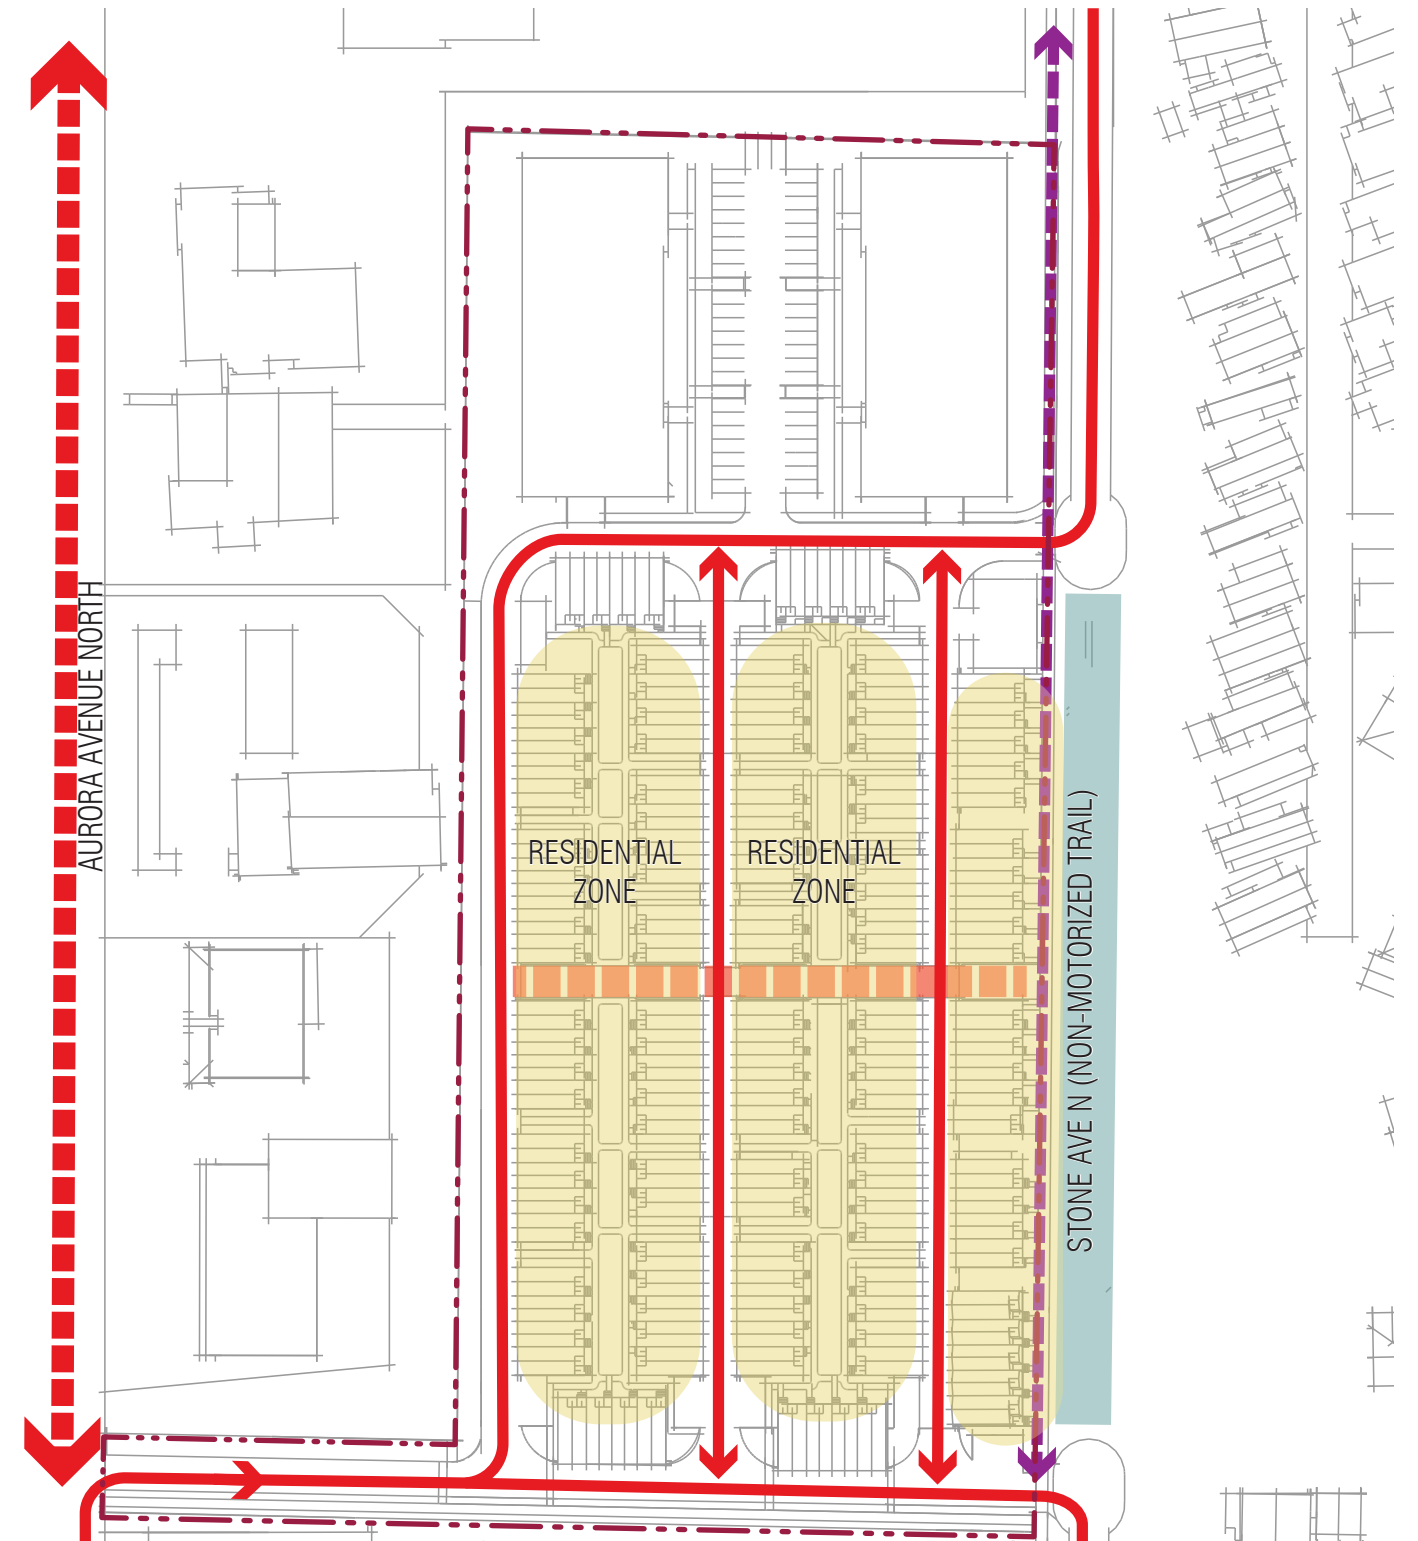 AURORA AVENUE NORTH
RESIDENTIAL
ZONE
RESIDENTIAL
ZONE
STONE AVE N (NON-MOTORIZED TRAIL)